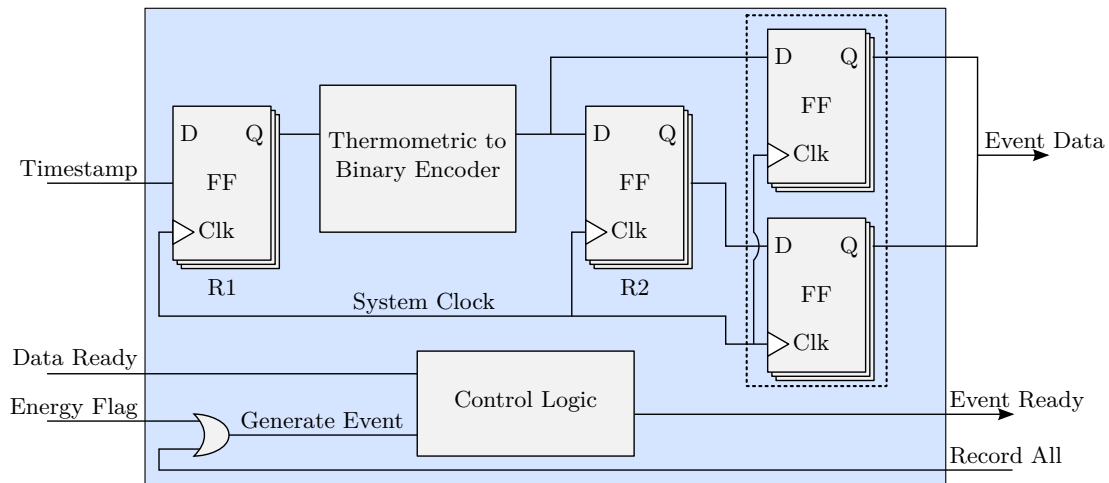 D Q
FF
Clk
Event Data
D Q
FF
Clk
R1
Thermometric to
Binary Encoder
D
FF
Clk
R2
D Q
FF
Clk
Timestamp
System Clock
Data Ready
Energy Flag
Generate Event
Control Logic
Event Ready
Record All